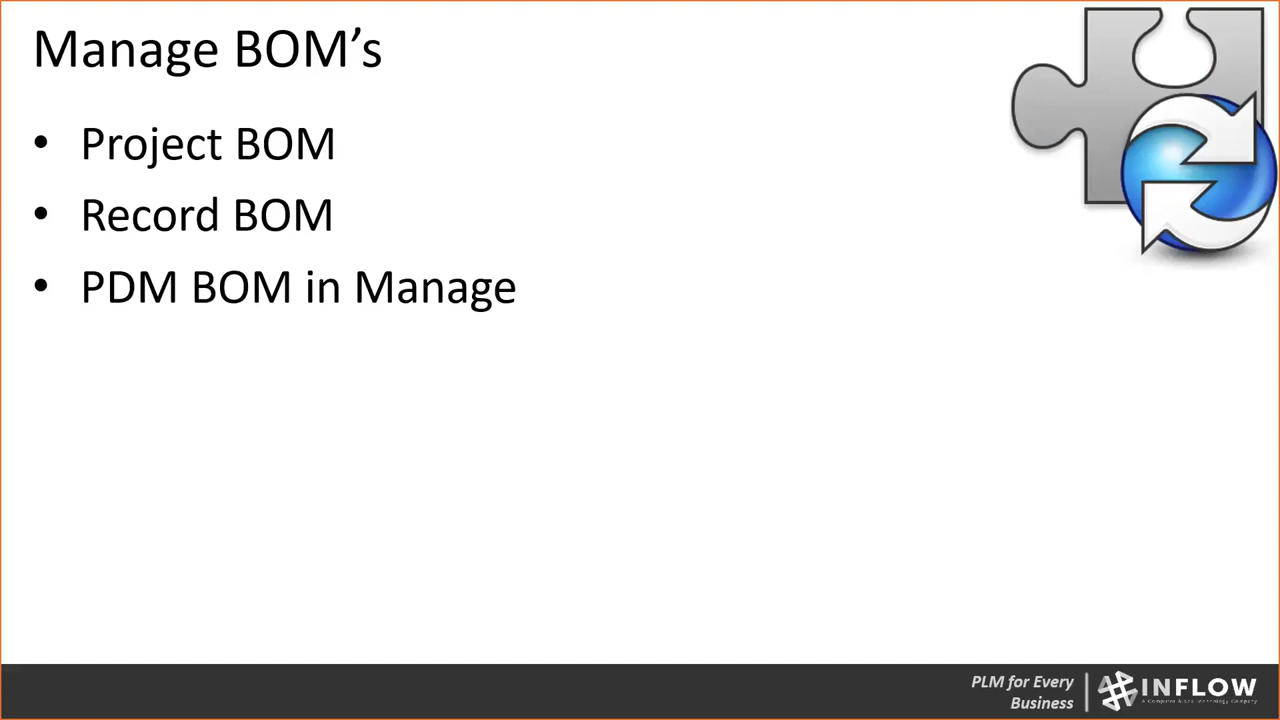 Manage BOM’s
• Project BOM
• Record BOM
• PDM BOM in Manage
PLM for Every
Business
INFLOW